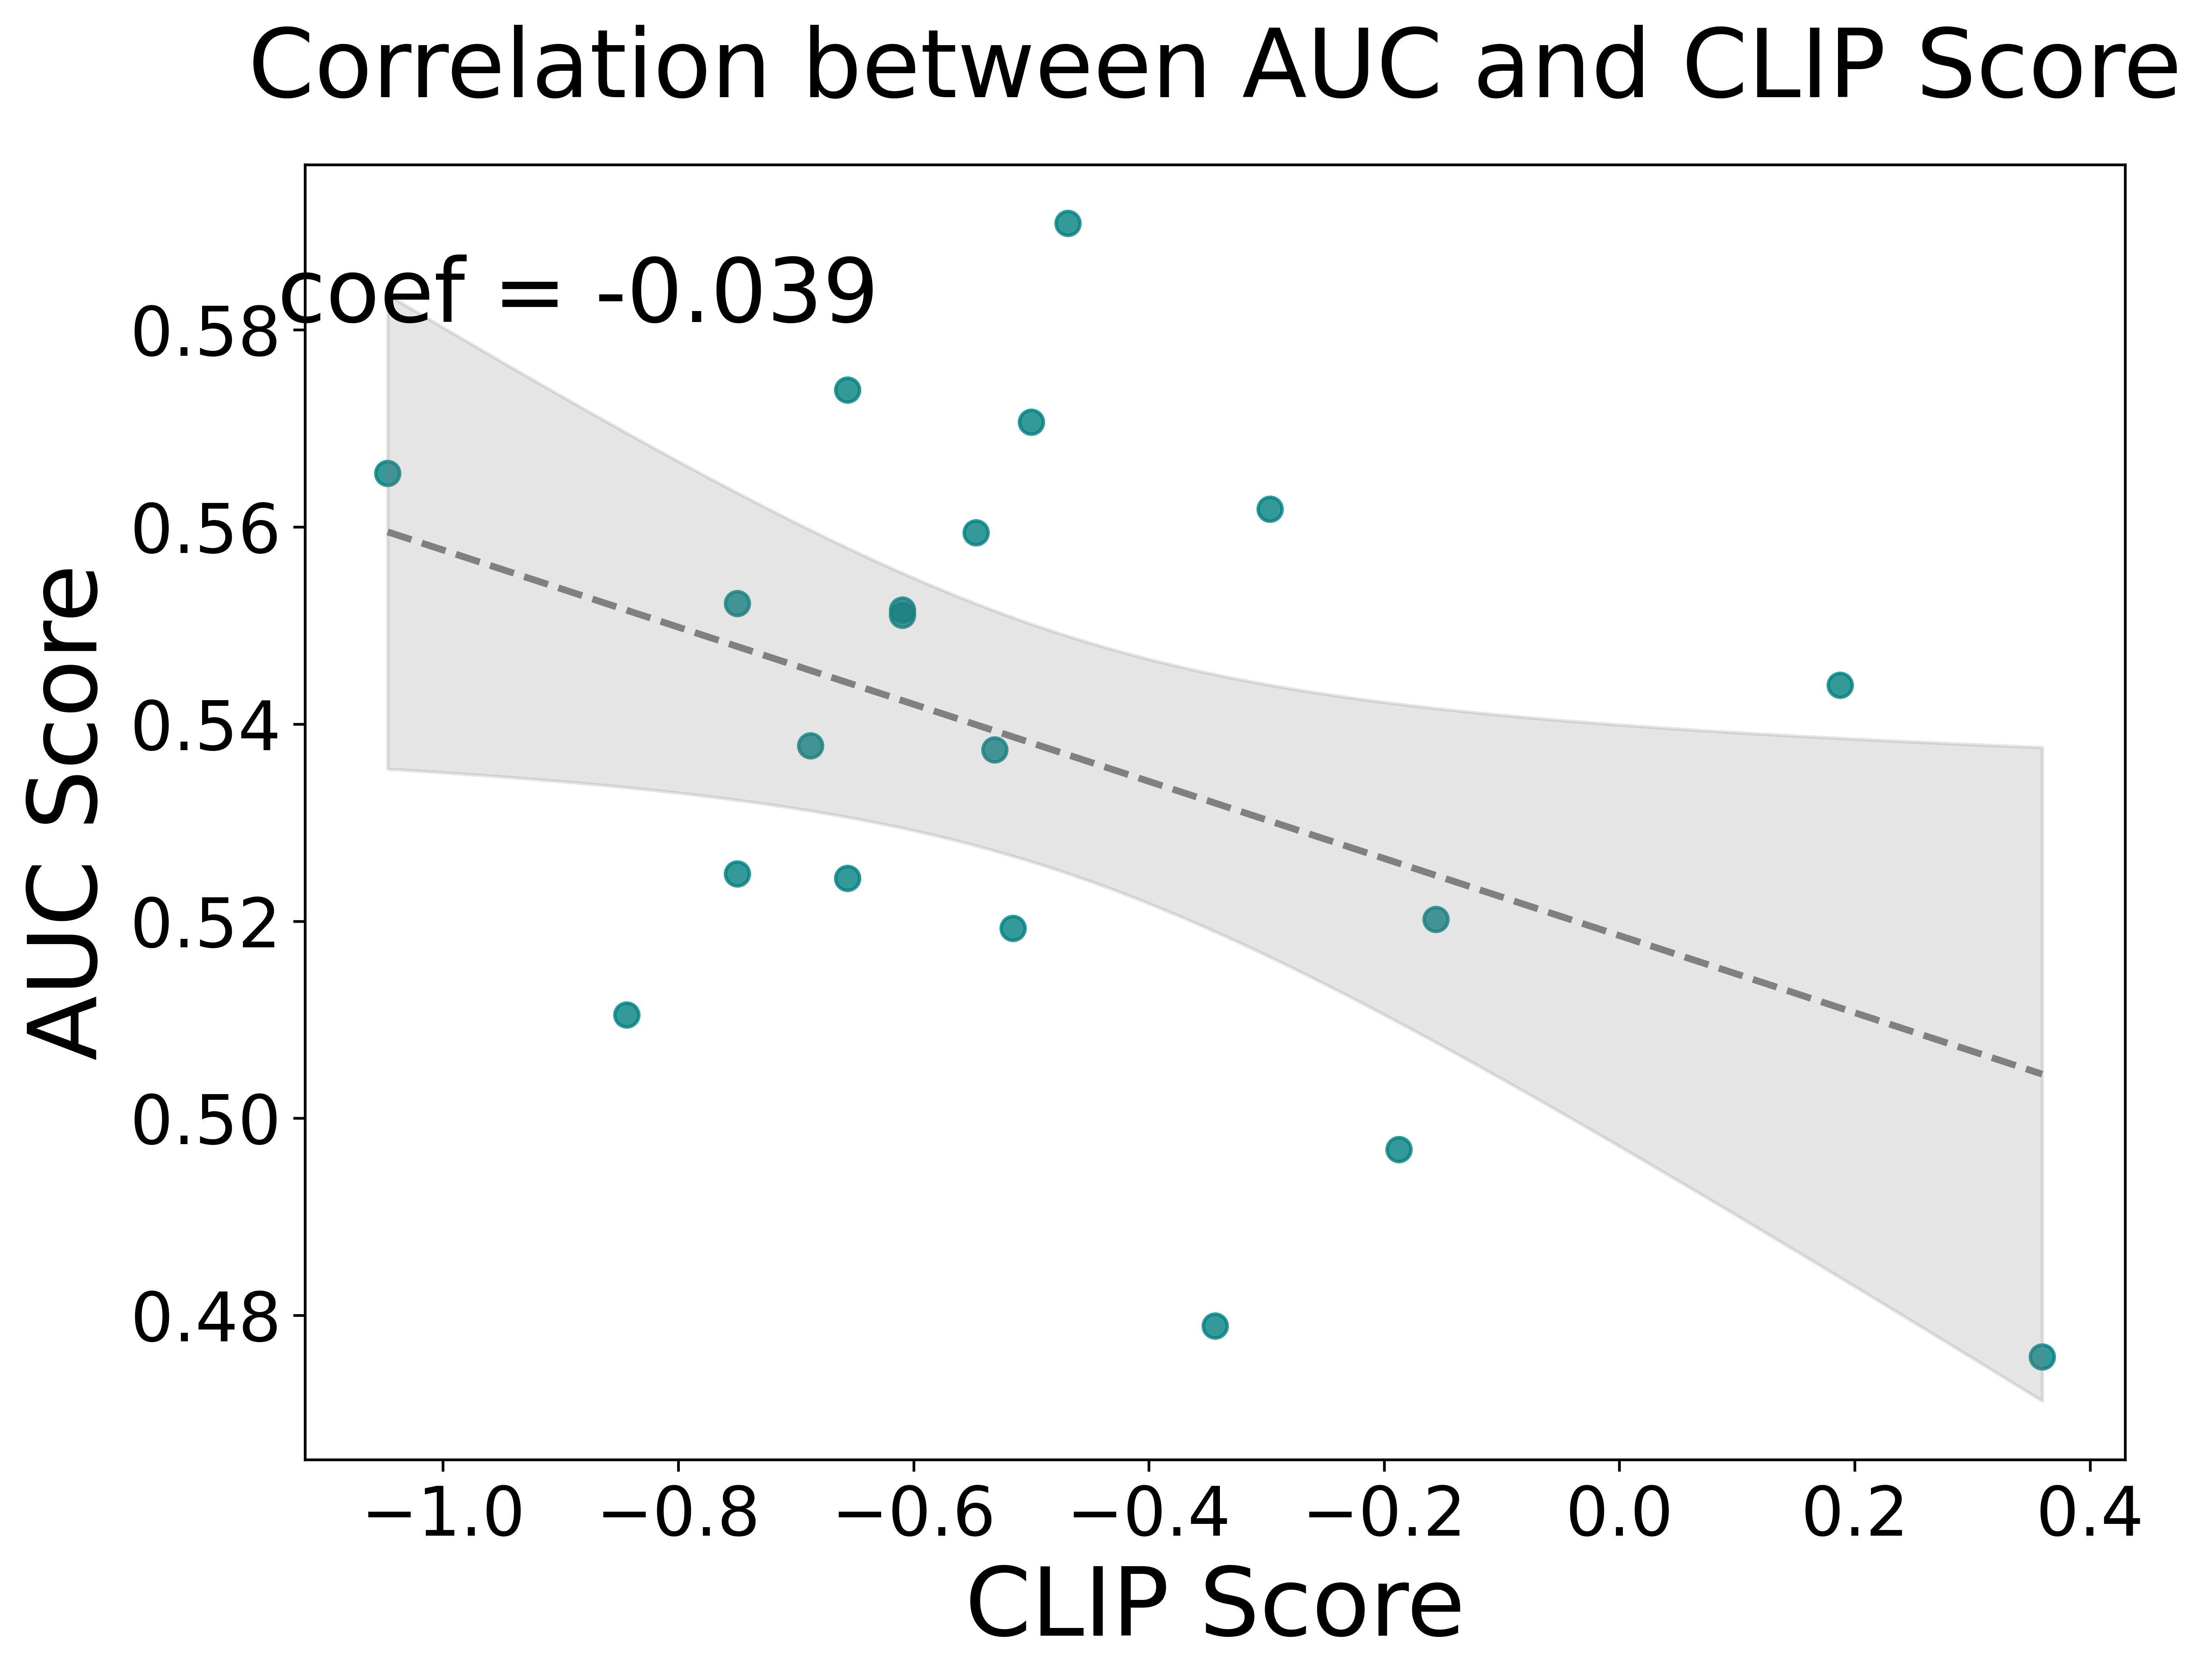 Correlation between AUC and CLIP Score
coef = -0.039
AUC Score
0.58
0.56
0.54
0.52
0.50
0.48
−1.0 −0.8 −0.6 −0.4 −0.2 0.0 0.2 0.4
CLIP Score